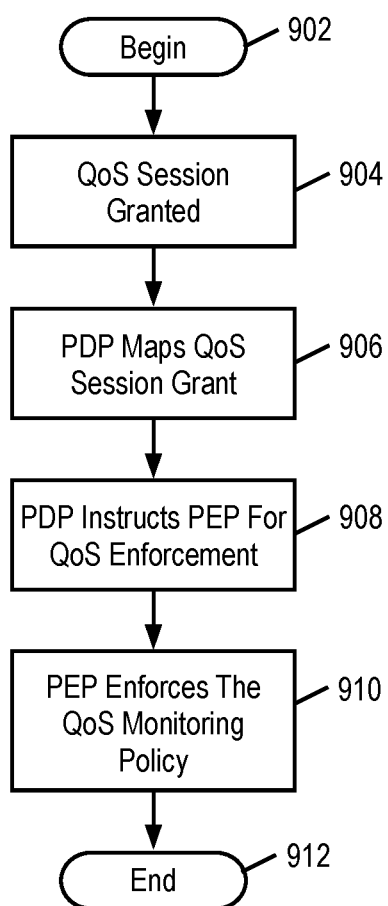 Begin
902
QoS Session
Granted
904
PDP Maps QoS
Session Grant
906
PDP Instructs PEP For
QoS Enforcement
908
PEP Enforces The
QoS Monitoring
Policy
910
End
912